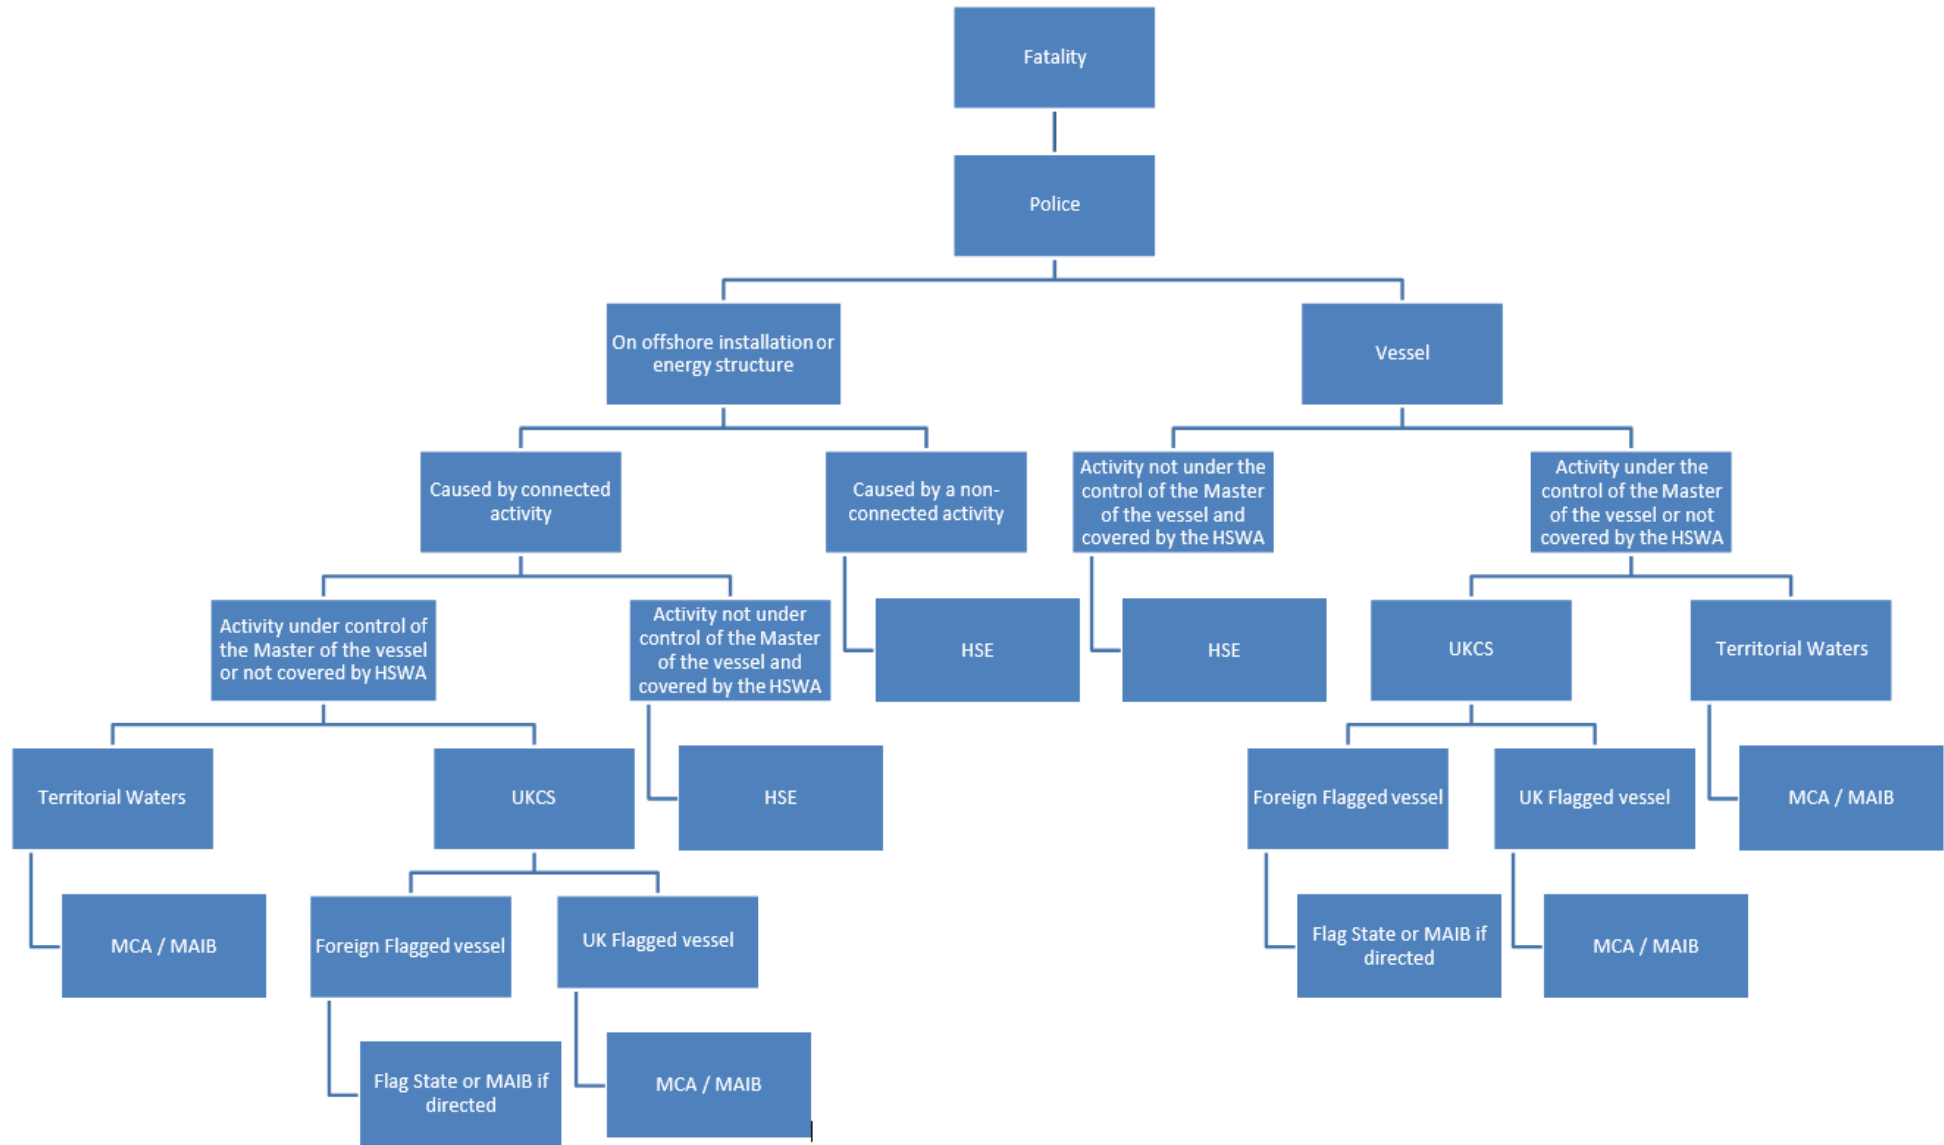 Fatality
Police
On offshore installation or
energy structure
Vessel
Caused by connected
activity
Caused by a non-
connected activity
Activity not under the
control of the Master
of the vessel and
covered by the HSWA
Activity under the
control of the Master
of the vessel or not
covered by the HSWA
Activity under control of
the Master of the vessel
or not covered by HSWA
Activity not under
control of the Master
of the vessel and
covered by the HSWA
HSE
HSE
UKCS
Territorial Waters
Territorial Waters
UKCS
HSE
Foreign Flagged vessel
UK Flagged vessel
MCA / MAIB
MCA / MAIB
Foreign Flagged vessel
UK Flagged vessel
Flag State or MAIB if
directed
MCA / MAIB
Flag State or MAIB if
directed
MCA / MAIB